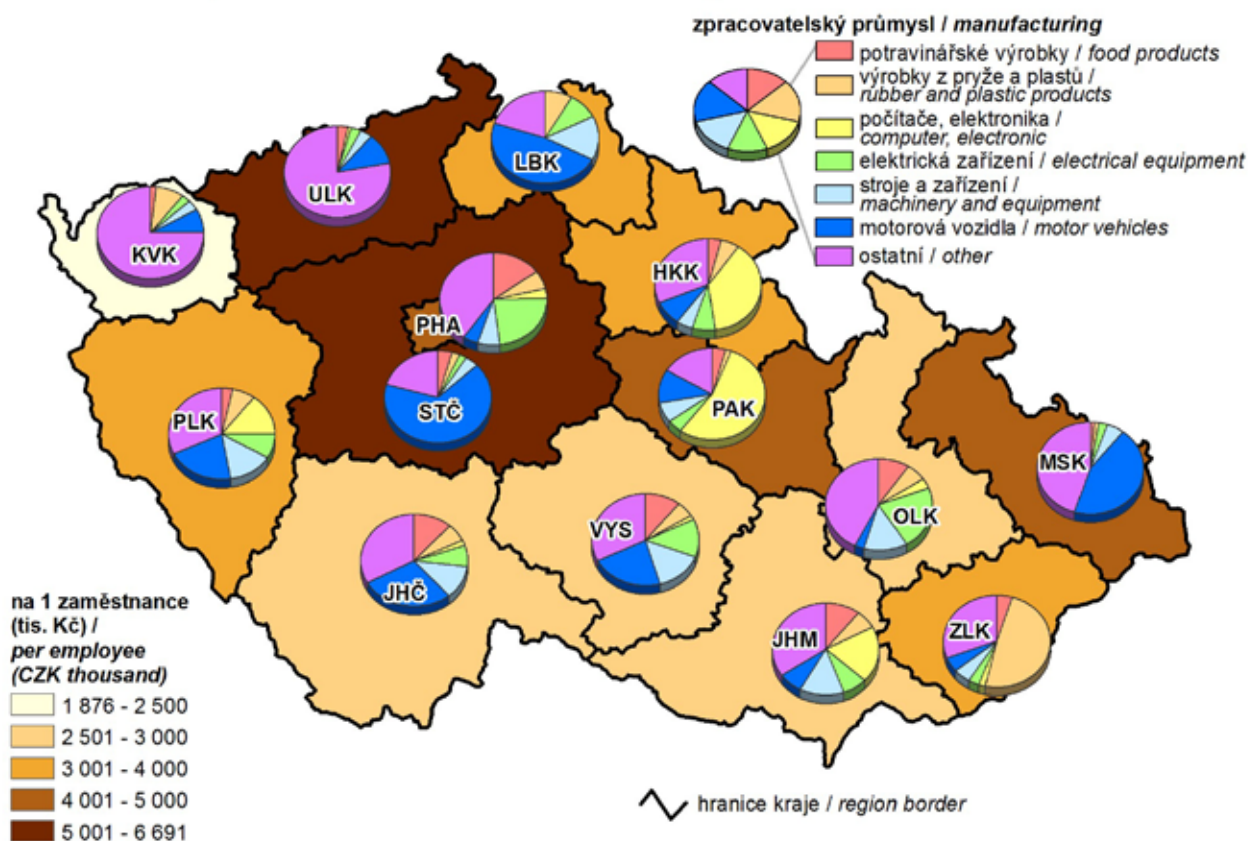 zpracovatelský průmysl / manufacturing
potravinářské výrobky / food products
výrobky z pryže a plastů /
rubber and plastic products
počítače, elektronika /
computer, electronic
elektrická zařízení / electrical equipment
stroje a zařízení /
machinery and equipment
motorová vozidla / motor vehicles
ostatní / other
LBK
ULK
KVK
HKK
PHA
STČ
PAK
PLK
MSK
OLK
VYS
JHČ
JHM
ZLK
na 1 zaměstnance
(tis. Kč) /
per employee
(CZK thousand)
1 876 - 2 500
2 501 - 3 000
3 001 - 4 000
4 001 - 5 000
5 001 - 6 691
hranice kraje / region border